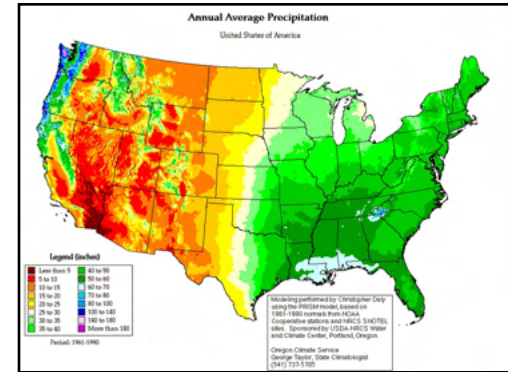 Annual Average Precipitation
United States of America
Legend (inches)
Less than 5
5 to 10
10 to 15
15 to 20
20 to 25
25 to 30
30 to 35
35 to 40
40 to 50
50 to 60
60 to 70
70 to 80
80 to 100
100 to 140
140 to 180
More than 180
Period: 1961-1990
Modeling performed by Christopher Daly
using the PRISM model, based on
1961-1990 normals from NOAA
Cooperative stations and NRCS SNOTEL
sites. Sponsored by USDA-NRCS Water
and Climate Center, Portland, Oregon.
Oregon Climate Service
George Taylor, State Climatologist
(541) 737-5705